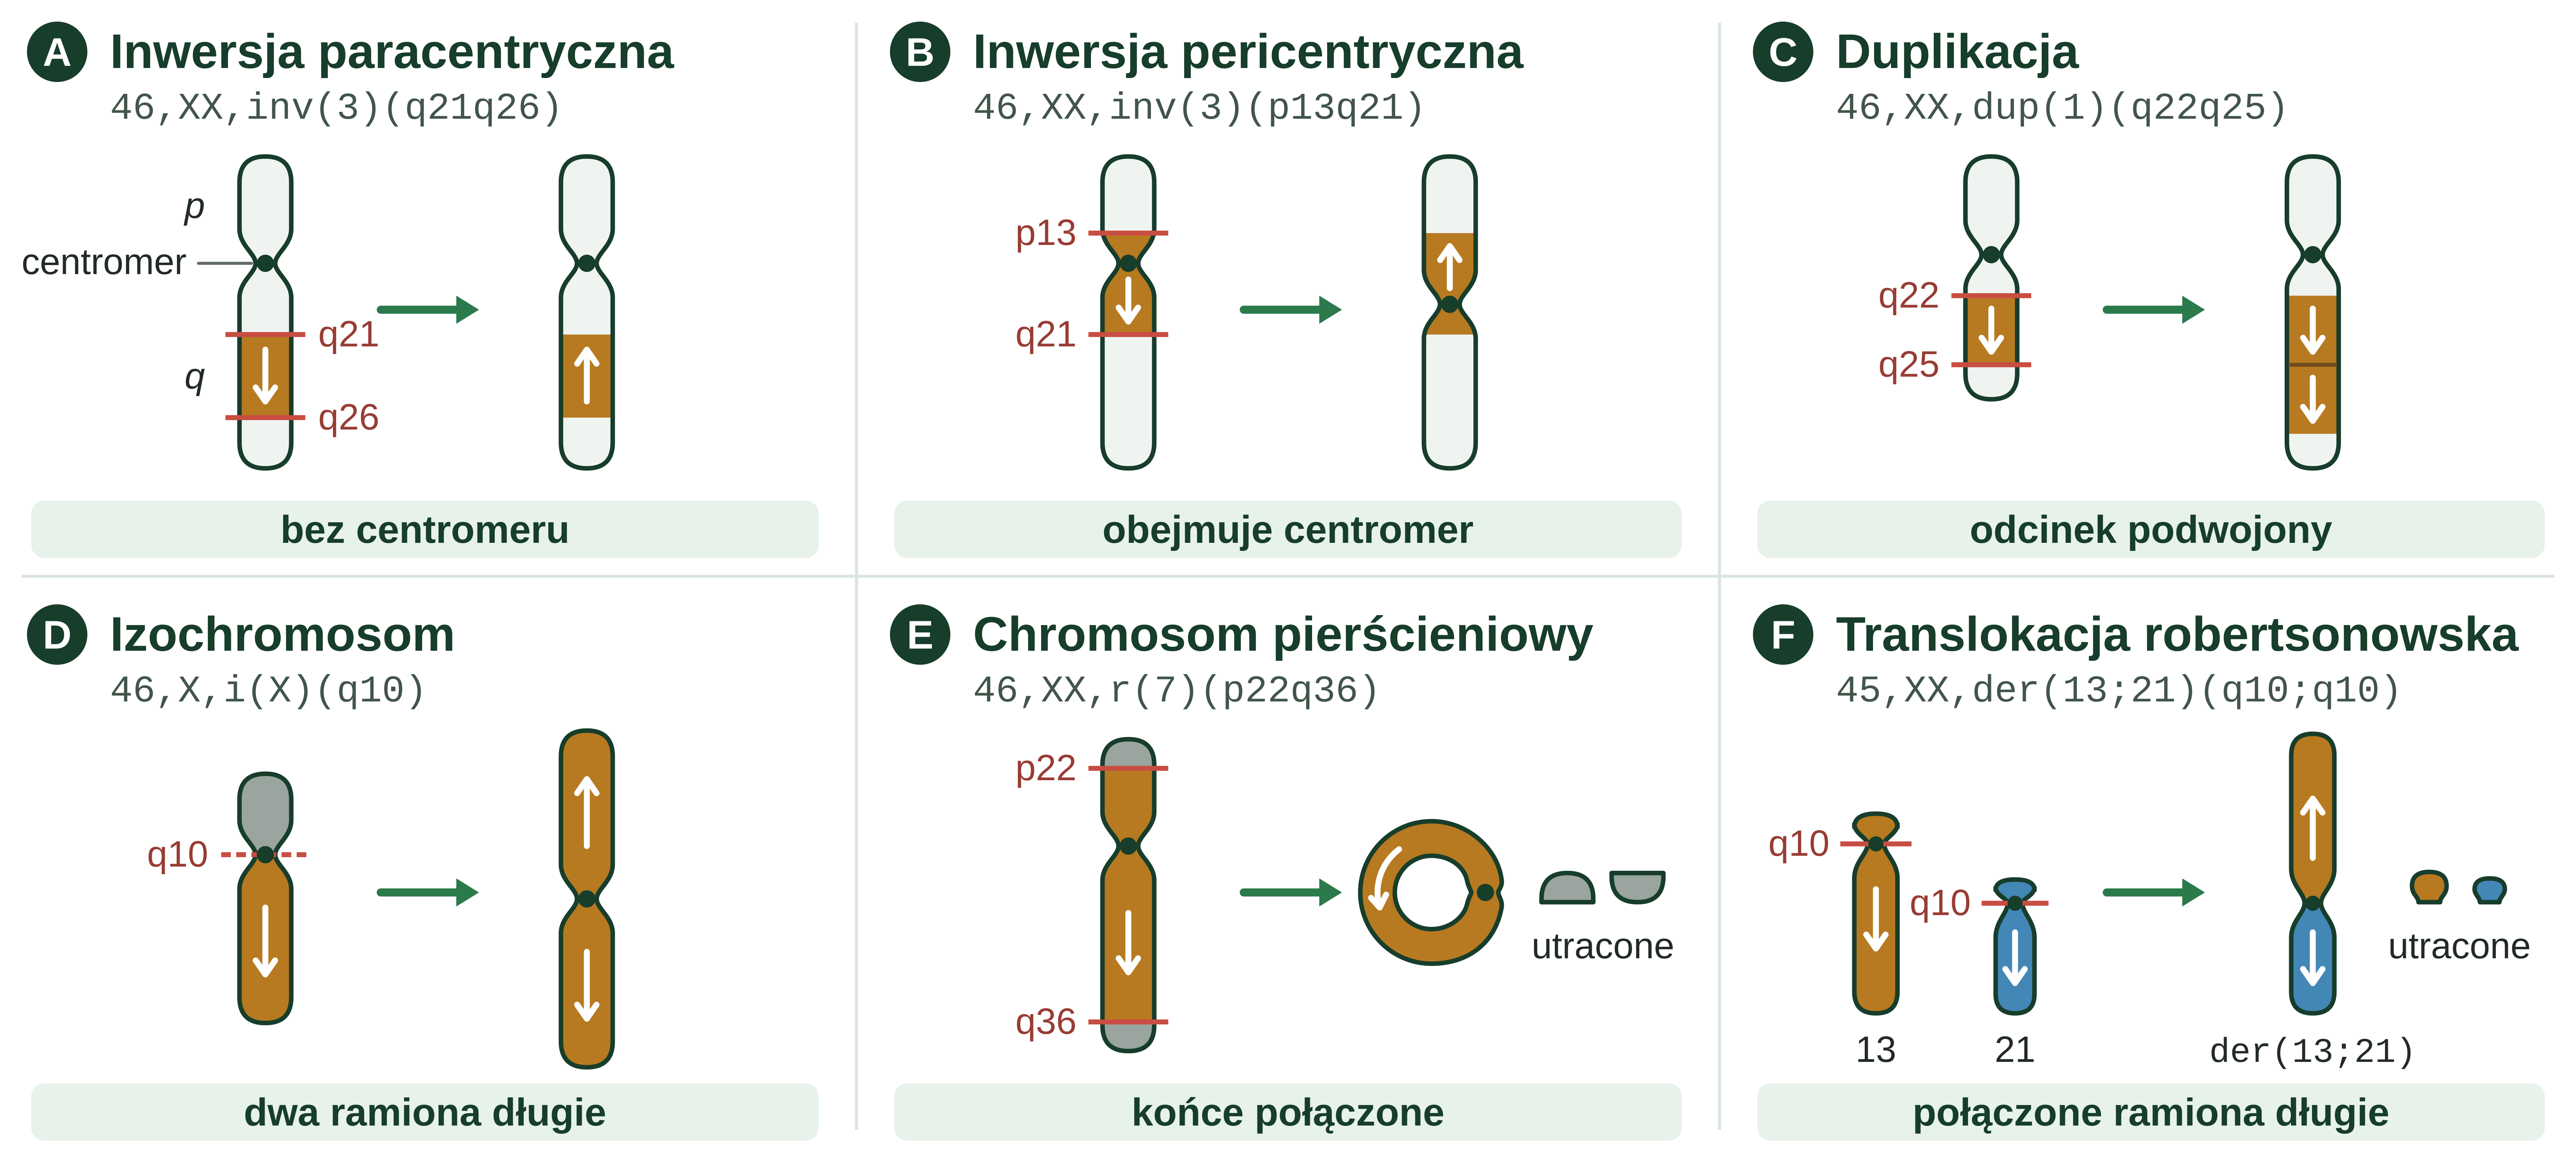 A Inwersja paracentryczna
46,XX,inv(3)(q21q26)
p
centromer
q21
q
q26
bez centromeru
B Inwersja pericentryczna
46,XX,inv(3)(p13q21)
p13
q21
obejmuje centromer
C Duplikacja
46,XX,dup(1)(q22q25)
q22
q25
odcinek podwojony
D Izochromosom
46,X,i(X)(q10)
q10
dwa ramiona długie
E Chromosom pierścieniowy
46,XX,r(7)(p22q36)
p22
utracone
q36
końce połączone
F Translokacja robertsonowska
45,XX,der(13;21)(q10;q10)
q10
q10
utracone
13 21 der(13;21)
połączone ramiona długie